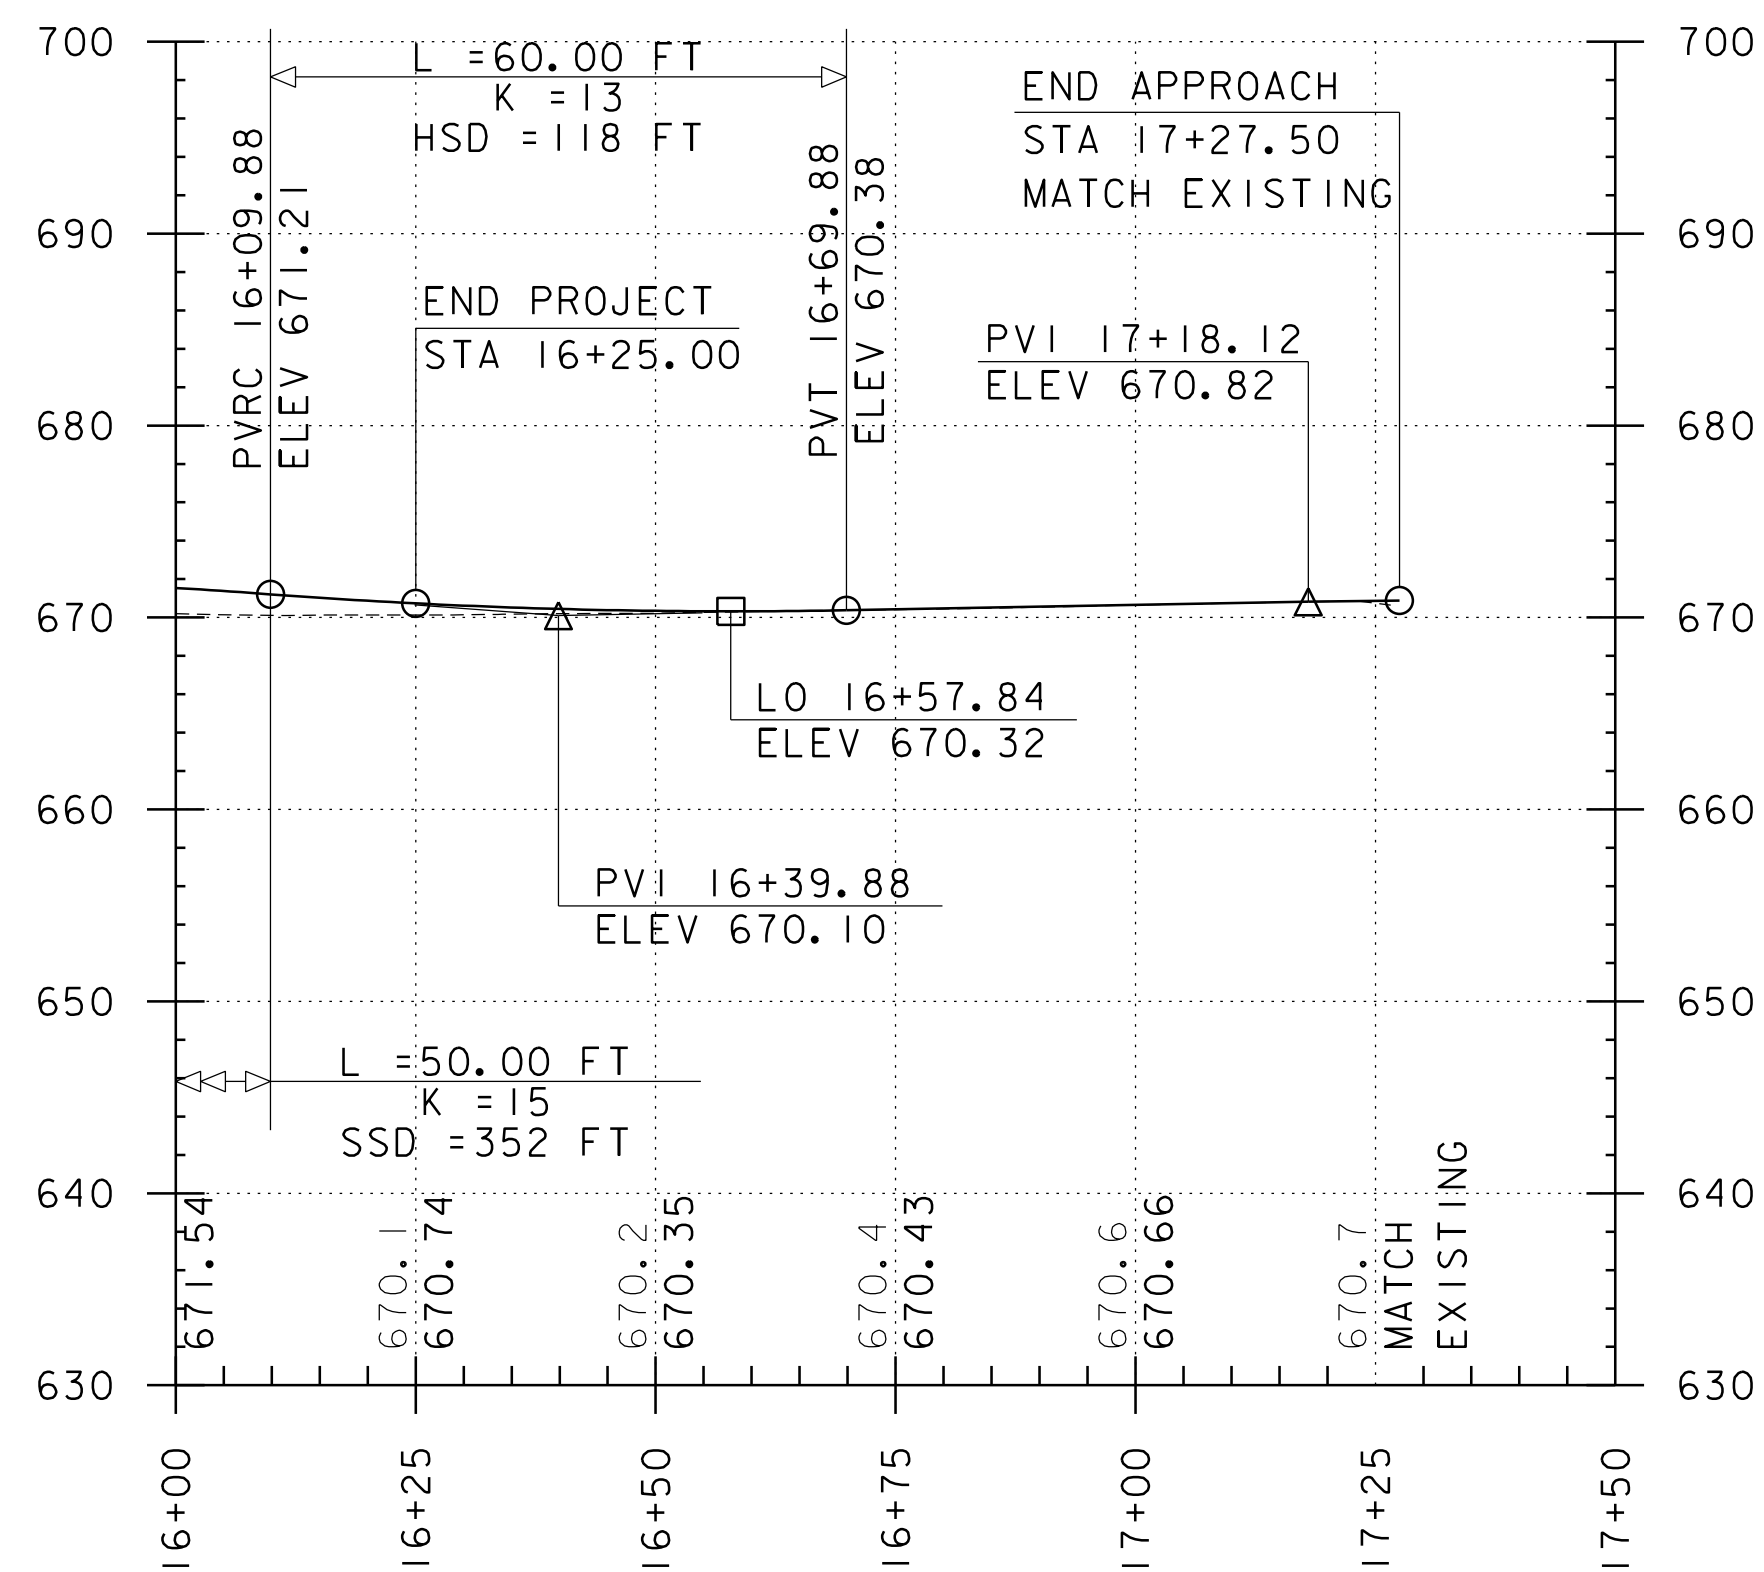 700
690
680
670
660
650
640
630
L =60.00 FT
K =13
HSD =118 FT
PVRC 16+09.88
ELEV 671.21
PVT 16+69.88
ELEV 670.38
END APPROACH
STA 17+27.50
MATCH EXISTING
END PROJECT
STA 16+25.00
PVI 17+18.12
ELEV 670.82
LO 16+57.84
ELEV 670.32
PVI 16+39.88
ELEV 670.10
L =50.00 FT
K =15
SSD =352 FT
671.54
670.1
670.74
670.2
670.35
670.4
670.43
670.6
670.66
670.7
MATCH
EXISTING
700
690
680
670
660
650
640
630
16+00
16+25
16+50
16+75
17+00
17+25
17+50